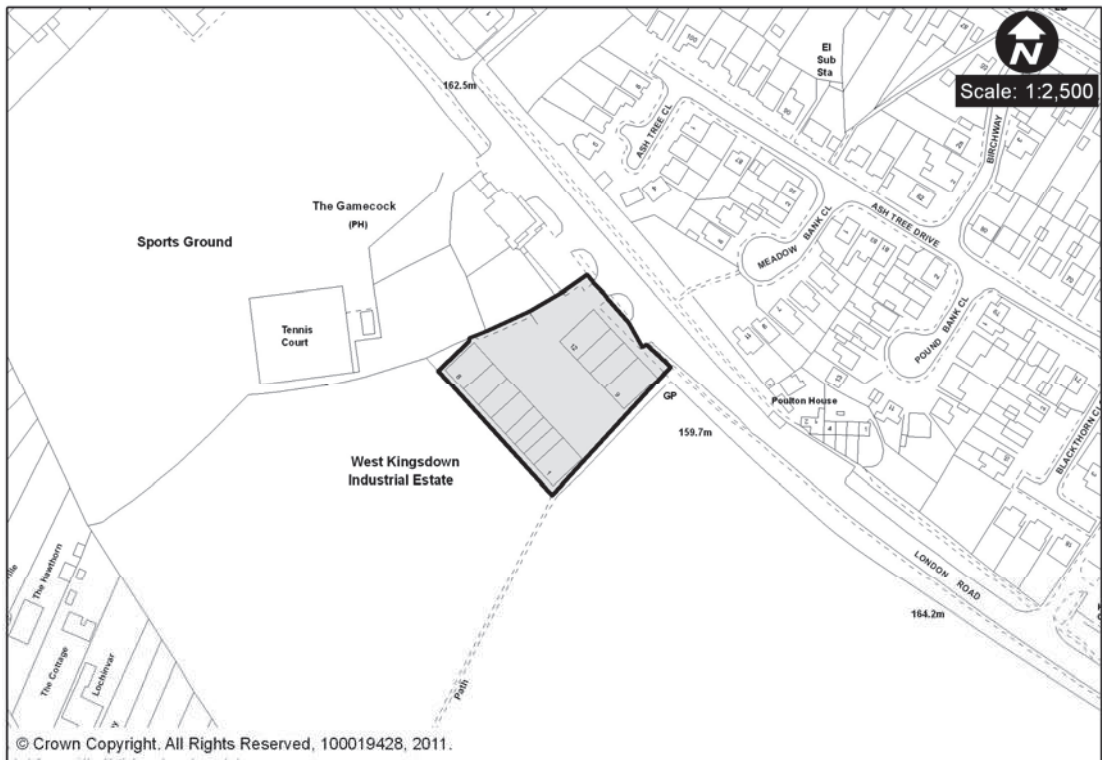 N
Scale: 1:2,500
El
Sub
Sta
162.5m
100
90
87
ASH TREE CL
BIRCHWAY
The Gamecock
(PH)
Sports Ground
MEADOW BANK CL
ASH TREE DRIVE
Tennis
Court
POUND BANK CL
GP
Poulton House
159.7m
West Kingsdown
Industrial Estate
BLACKTHORN CL
LONDON ROAD
164.2m
The Hawthorn
The Cottage
Lochinvar
Path
© Crown Copyright. All Rights Reserved, 100019428, 2011.